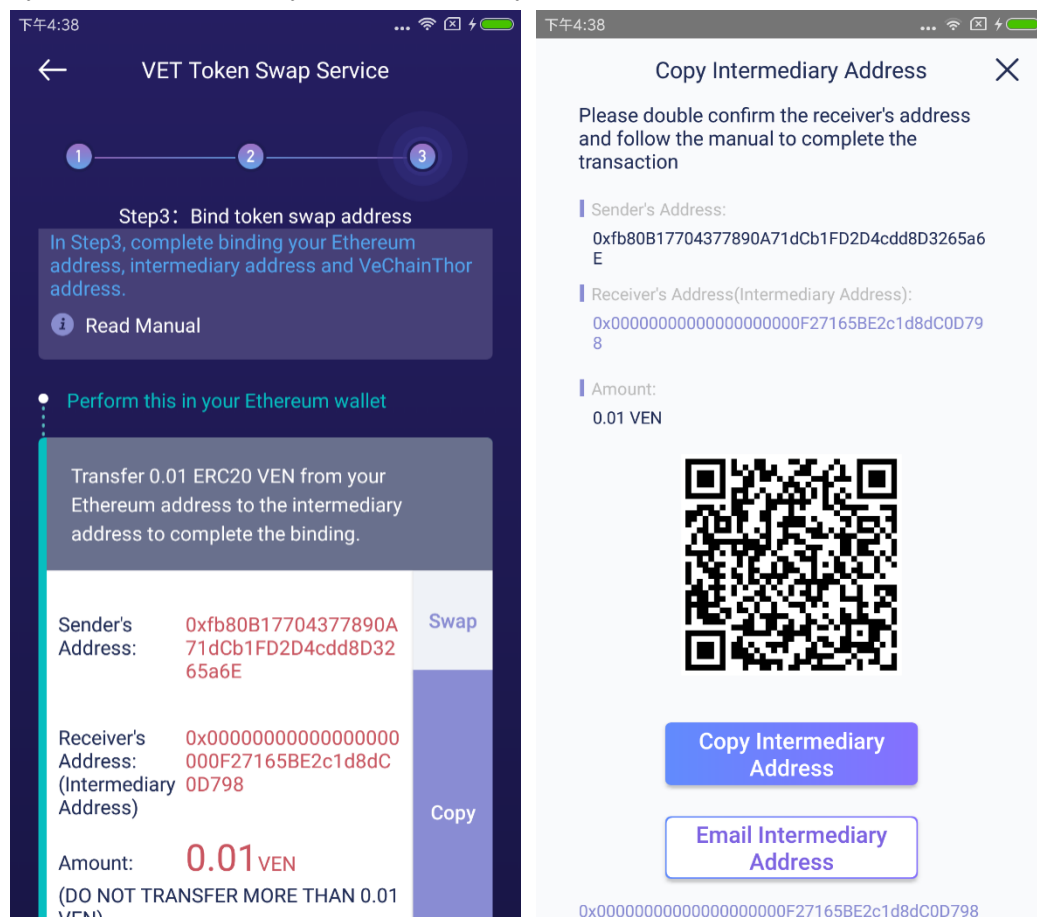 下午4:38
VET Token Swap Service
1
2
3
Step3：Bind token swap address
In Step3, complete binding your Ethereum
address, intermediary address and VeChainThor
address.
i Read Manual
Perform this in your Ethereum wallet
Transfer 0.01 ERC20 VEN from your
Ethereum address to the intermediary
address to complete the binding.
Sender's
Address:
0xfb80B17704377890A
71dCb1FD2D4cdd8D32
65a6E
Swap
Receiver's
Address:
(Intermediary
Address)
0x00000000000000000
000F27165BE2c1d8dC
0D798
Copy
Amount:
0.01 VEN
(DO NOT TRANSFER MORE THAN 0.01
VEN)
下午4:38
Copy Intermediary Address
Please double confirm the receiver's address
and follow the manual to complete the
transaction
Sender's Address:
0xfb80B17704377890A71dCb1FD2D4cdd8D3265a6
E
Receiver's Address(Intermediary Address):
0x00000000000000000000F27165BE2c1d8dC0D79
8
Amount:
0.01 VEN
Copy Intermediary
Address
Email Intermediary
Address
0x00000000000000000000F27165BE2c1d8dC0D798